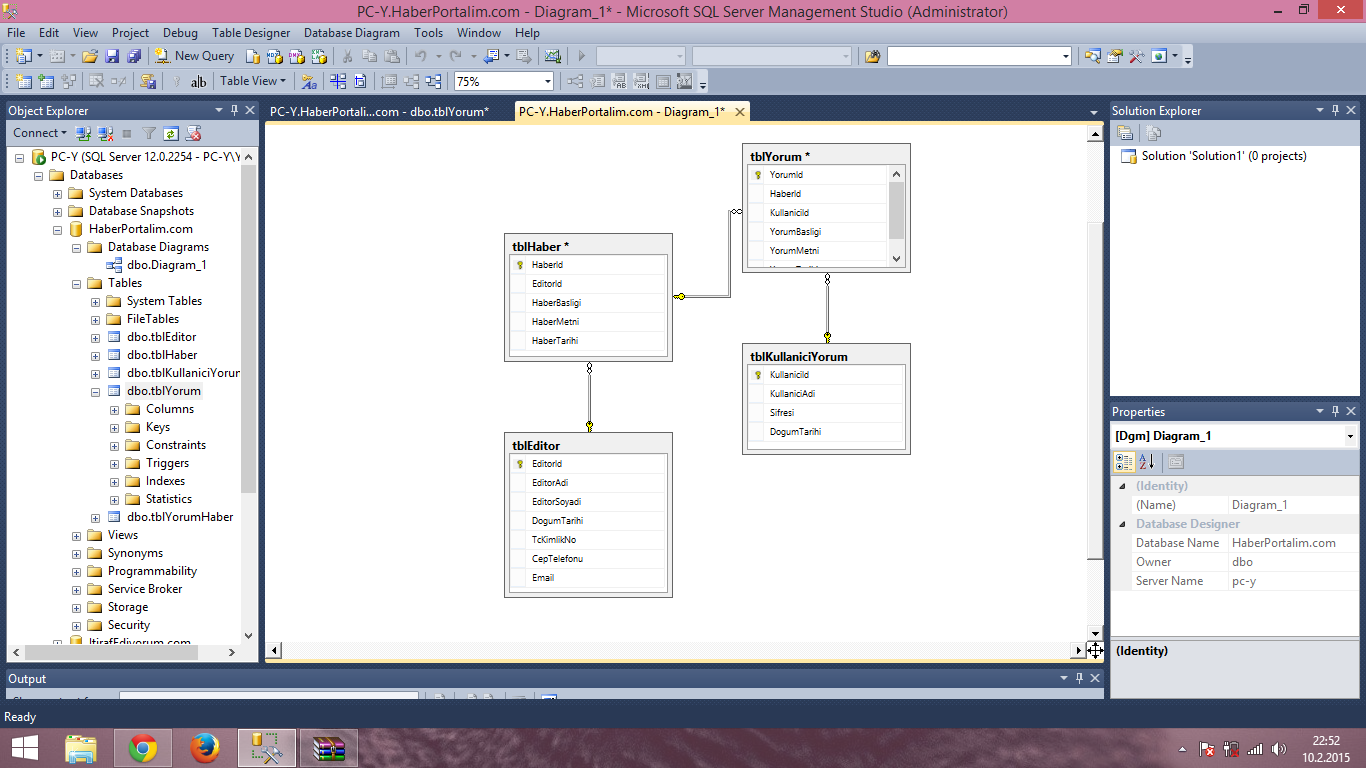 PC-Y.HaberPortalim.com - Diagram_1* - Microsoft SQL Server Management Studio (Administrator)
File Edit View Project Debug Table Designer Database Diagram Tools Window Help
New Query
ab| Table View 75%
Object Explorer
Connect
PC-Y (SQL Server 12.0.2254 - PC-Y\Y
Databases
System Databases
Database Snapshots
HaberPortalim.com
Database Diagrams
dbo.Diagram_1
Tables
System Tables
FileTables
dbo.tblEditor
dbo.tblHaber
dbo.tblKullaniciYorum
dbo.tblYorum
Columns
Keys
Constraints
Triggers
Indexes
Statistics
dbo.tblYorumHaber
Views
Synonyms
Programmability
Service Broker
Storage
Security
ItirafEdiyorum.com
PC-Y.HaberPortali...com - dbo.tblYorum*
PC-Y.HaberPortalim.com - Diagram_1*
tblYorum *
YorumId
HaberId
KullaniciId
YorumBasligi
YorumMetni
tblHaber *
HaberId
EditorId
HaberBasligi
HaberMetni
HaberTarihi
tblKullaniciYorum
KullaniciId
KullaniciAdi
Sifresi
DogumTarihi
tblEditor
EditorId
EditorAdi
EditorSoyadi
DogumTarihi
TcKimlikNo
CepTelefonu
Email
Solution Explorer
Solution 'Solution1' (0 projects)
Properties
[Dgm] Diagram_1
(Identity)
(Name) Diagram_1
Database Designer
Database Name HaberPortalim.com
Owner dbo
Server Name pc-y
(Identity)
Output
Ready
22:52
10.2.2015